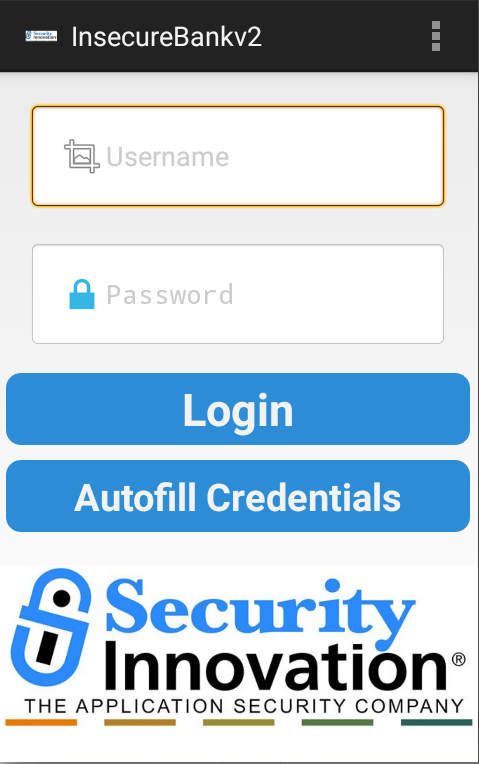 InsecureBankv2
Username
Password
Login
Autofill Credentials
Security
Innovation®
THE APPLICATION SECURITY COMPANY